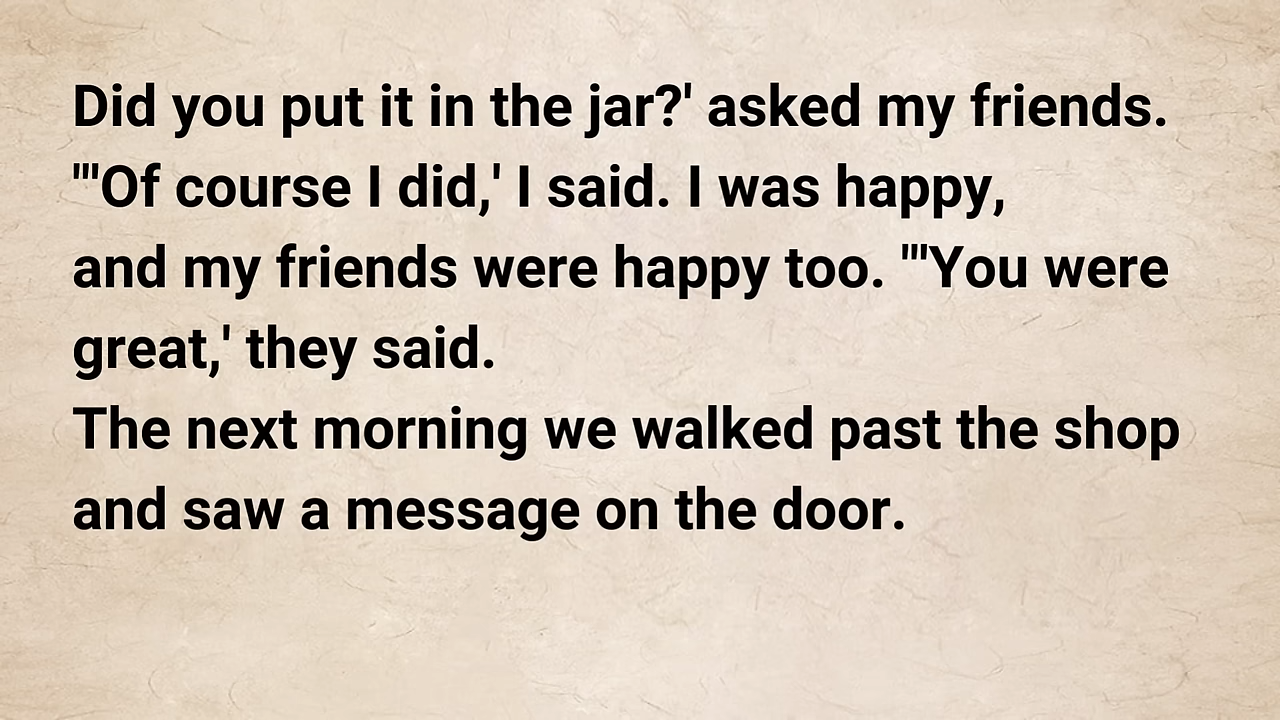 Did you put it in the jar?' asked my friends.
"'Of course I did,' I said. I was happy,
and my friends were happy too. "'You were
great,' they said.
The next morning we walked past the shop
and saw a message on the door.